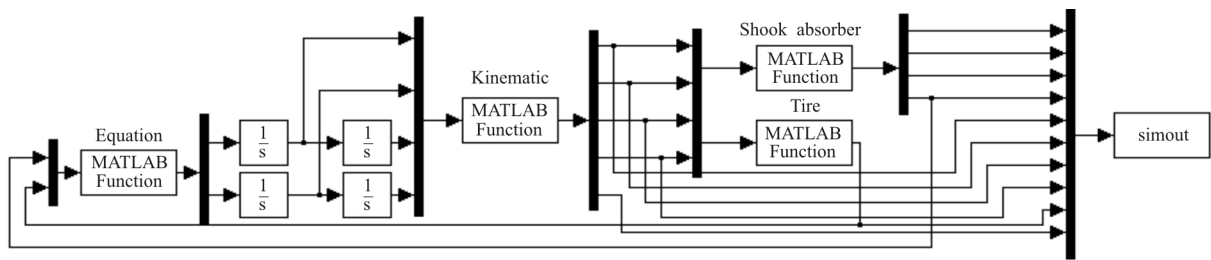 Equation
MATLAB
Function
1
s
1
s
1
s
1
s
Kinematic
MATLAB
Function
Shook absorber
MATLAB
Function
Tire
MATLAB
Function
simout